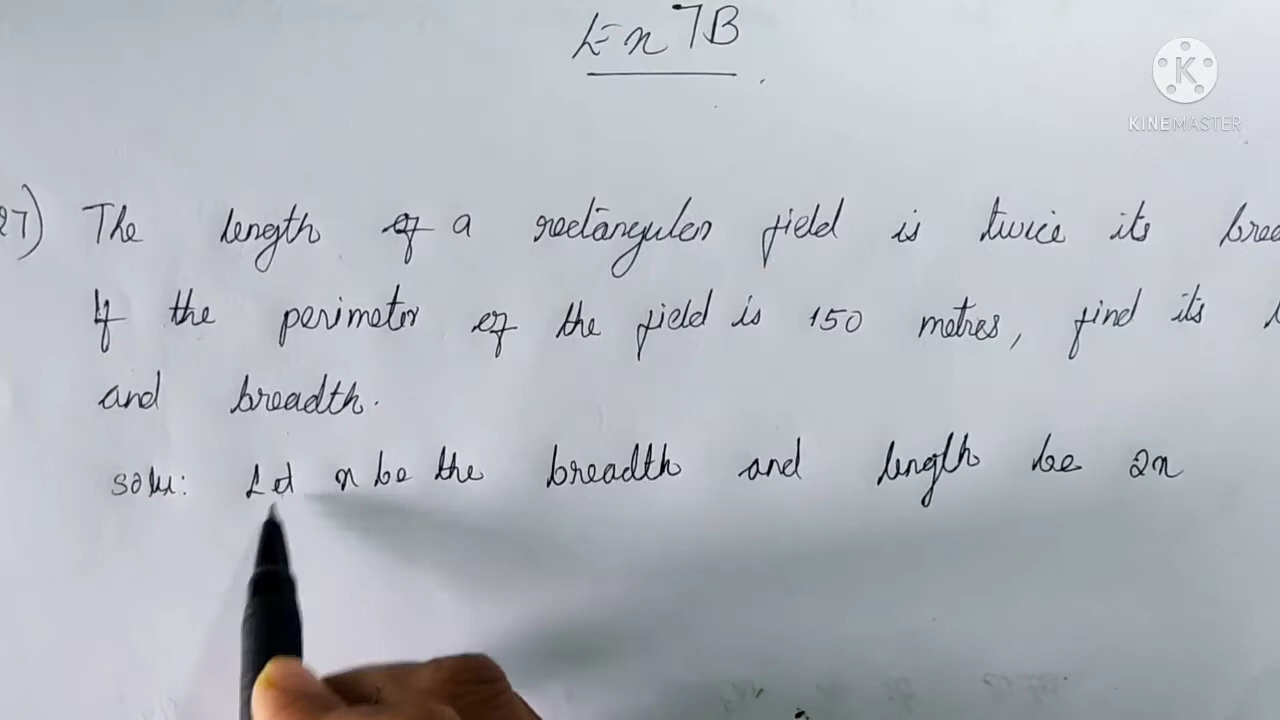 Ex 7B
KINEMASTER
27) The length of a rectangular field is twice its
If the perimeter of the field is 150 metres, find its
and breadth.
soln: Let x be the breadth and length be 2x